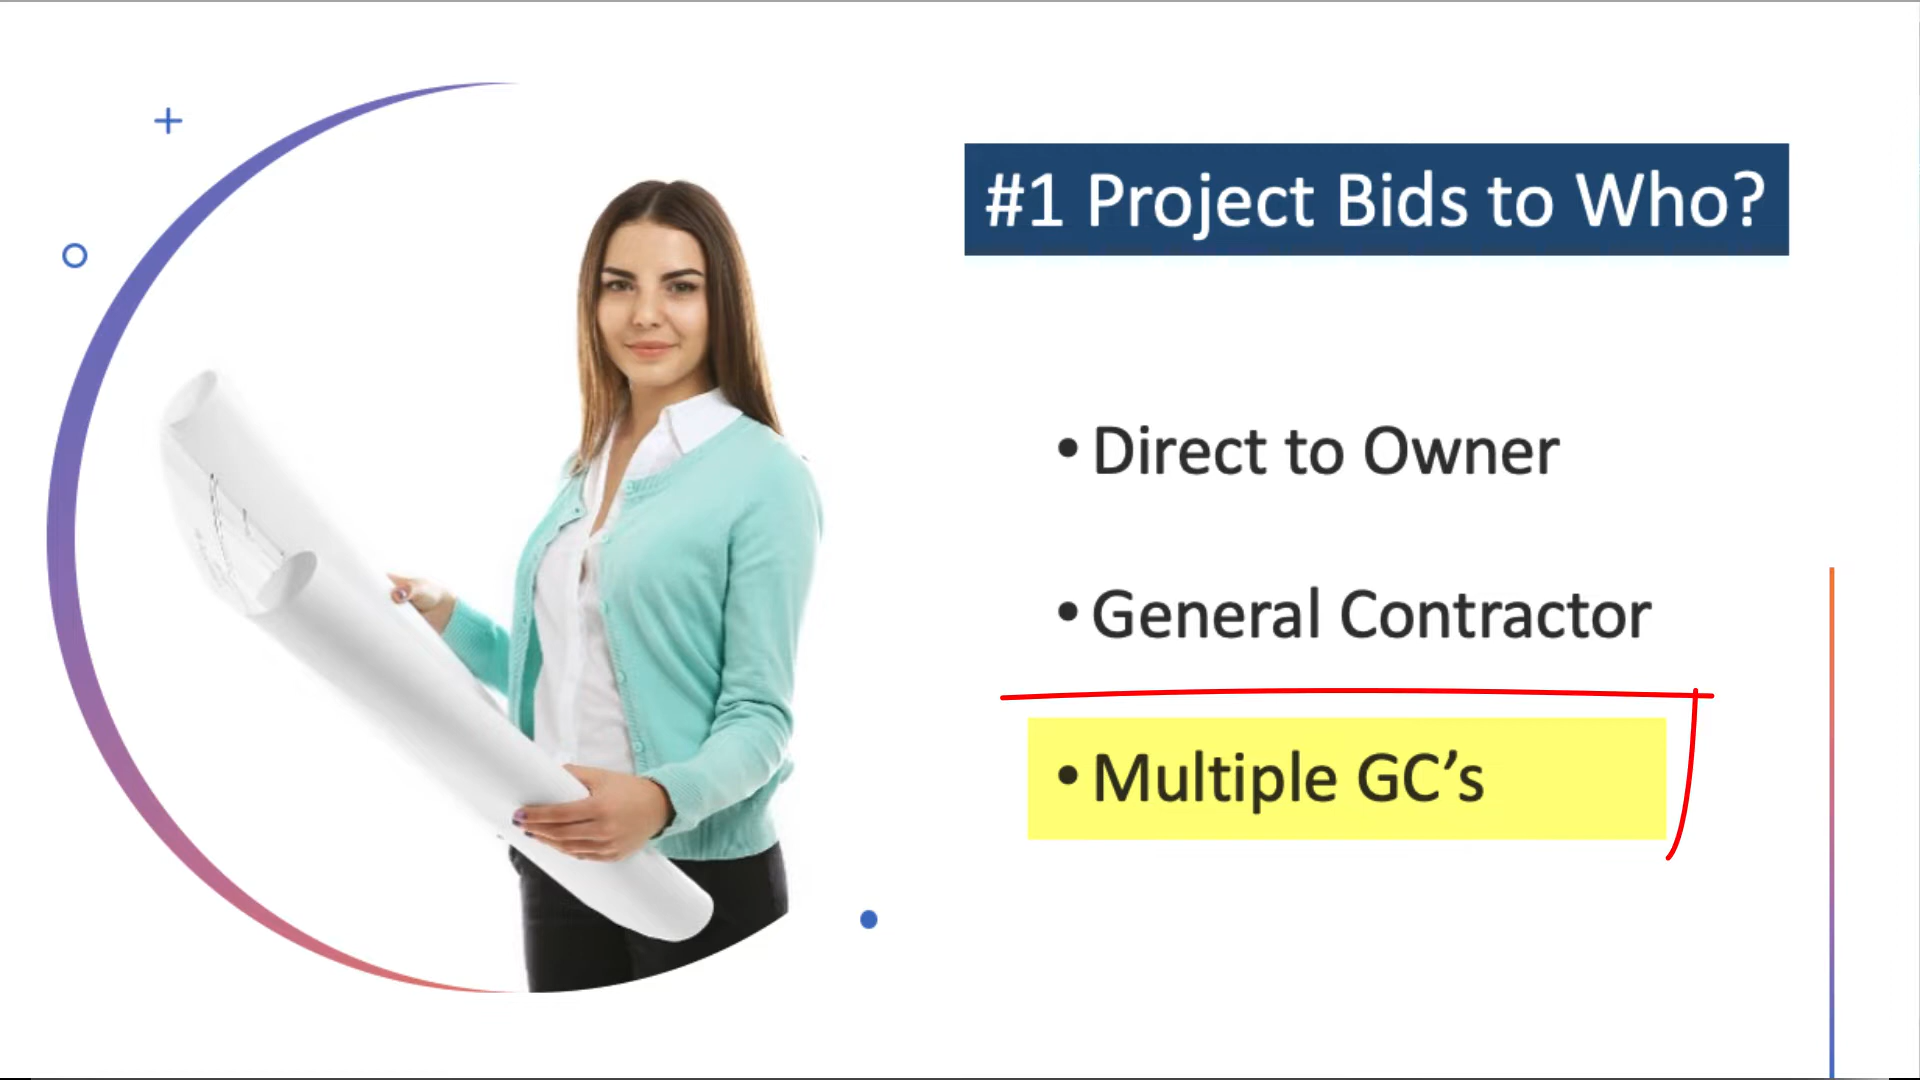 #1 Project Bids to Who?
• Direct to Owner
• General Contractor
• Multiple GC’s